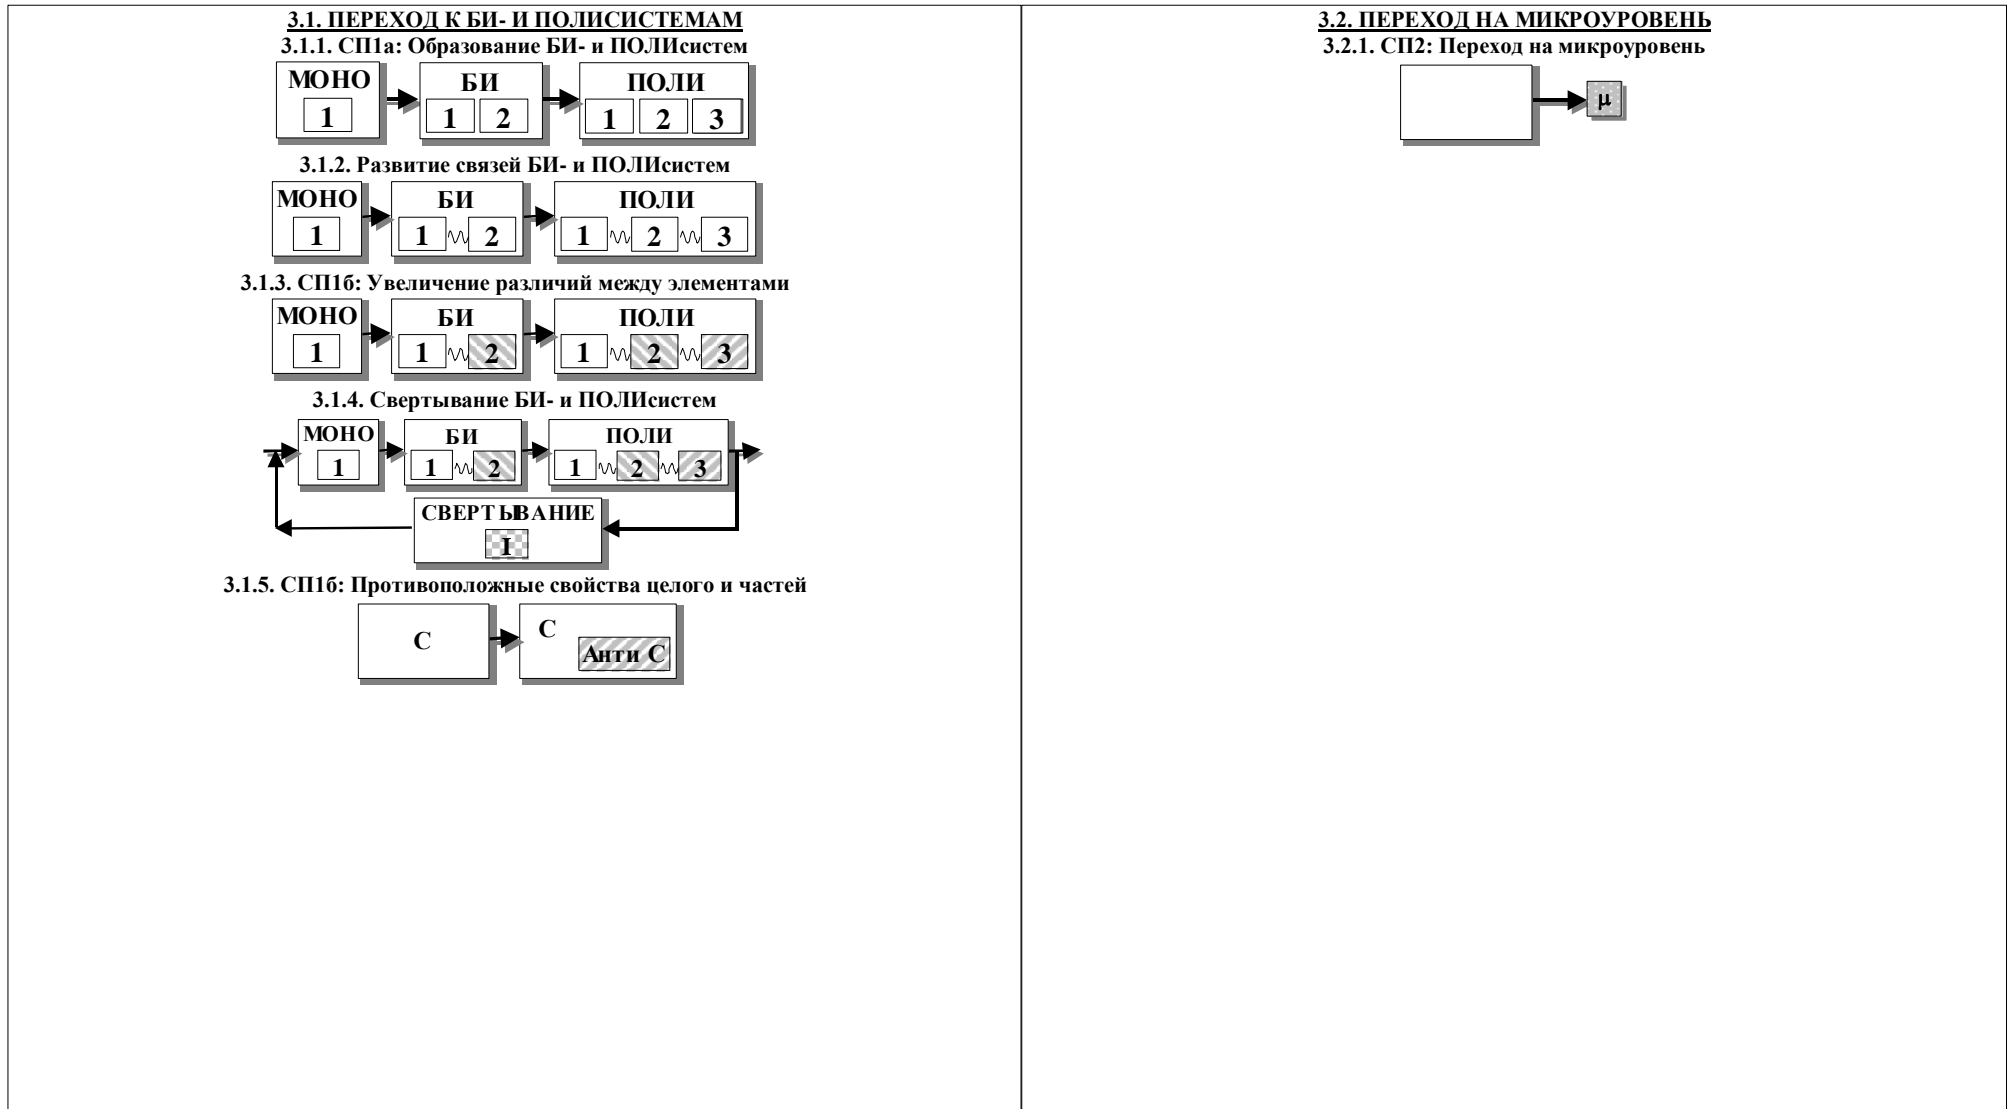 3.1. ПЕРЕХОД К БИ- И ПОЛИСИСТЕМАМ
3.1.1. СП1а: Образование БИ- и ПОЛИсистем
МОНО БИ ПОЛИ
1 1 2 1 2 3
3.1.2. Развитие связей БИ- и ПОЛИсистем
МОНО БИ ПОЛИ
1 1 2 1 2 3
3.1.3. СП1б: Увеличение различий между элементами
МОНО БИ ПОЛИ
1 1 2 1 2 3
3.1.4. Свертывание БИ- и ПОЛИсистем
МОНО БИ ПОЛИ
1 1 2 1 2 3
СВЕРТЫВАНИЕ
I
3.1.5. СП1б: Противоположные свойства целого и частей
С С
Анти С
3.2. ПЕРЕХОД НА МИКРОУРОВЕНЬ
3.2.1. СП2: Переход на микроуровень
μ